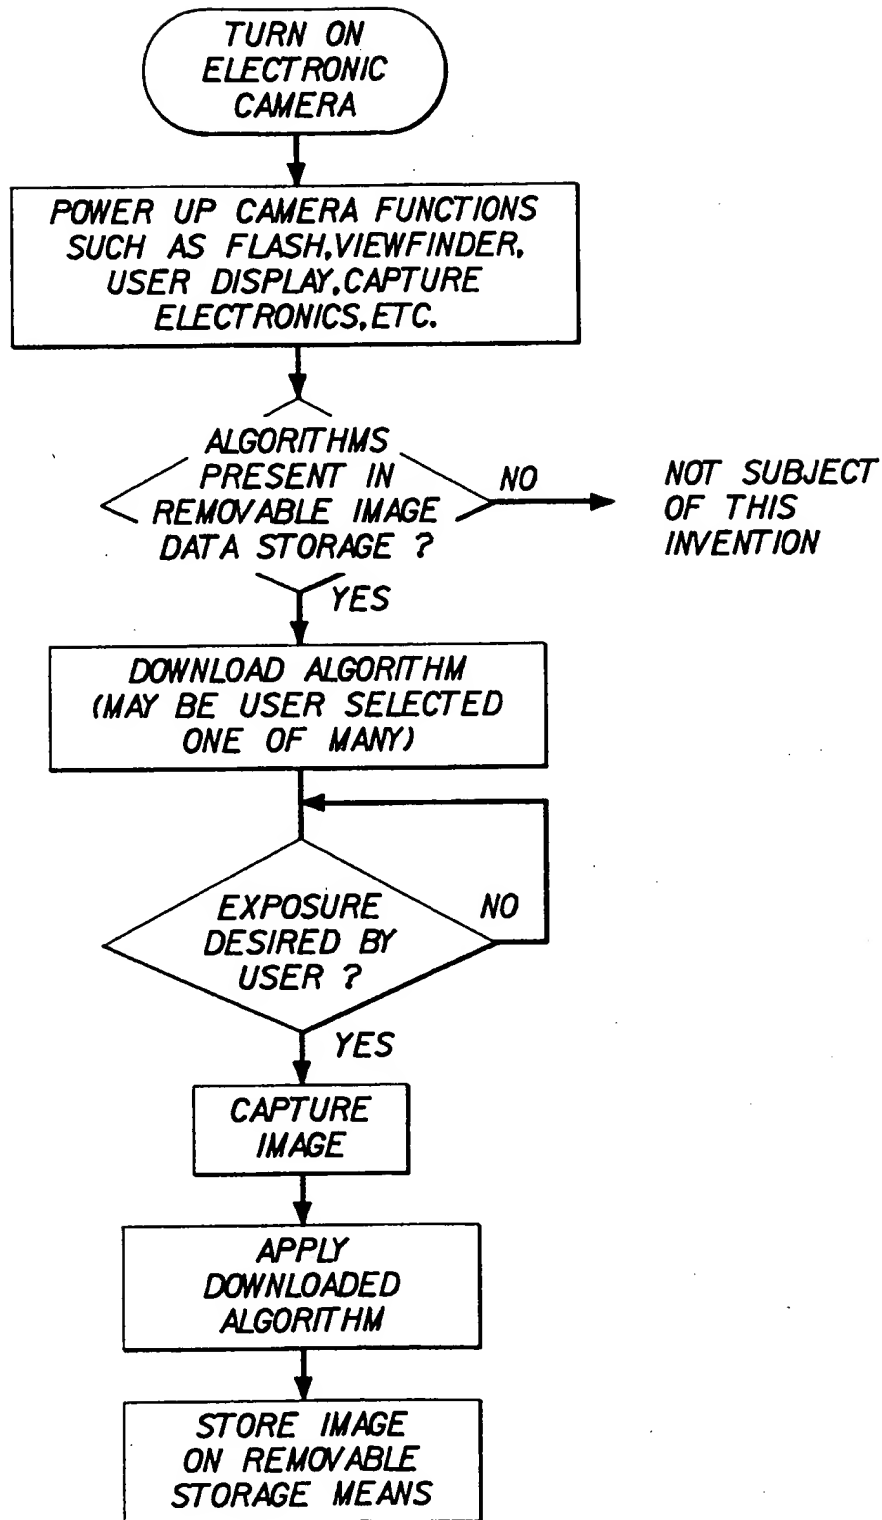 TURN ON
ELECTRONIC
CAMERA
POWER UP CAMERA FUNCTIONS
SUCH AS FLASH,VIEWFINDER,
USER DISPLAY,CAPTURE
ELECTRONICS,ETC.
ALGORITHMS
PRESENT IN
REMOVABLE IMAGE
DATA STORAGE ?
NO
NOT SUBJECT
OF THIS
INVENTION
YES
DOWNLOAD ALGORITHM
(MAY BE USER SELECTED
ONE OF MANY)
EXPOSURE
DESIRED BY
USER ?
NO
YES
CAPTURE
IMAGE
APPLY
DOWNLOADED
ALGORITHM
STORE IMAGE
ON REMOVABLE
STORAGE MEANS